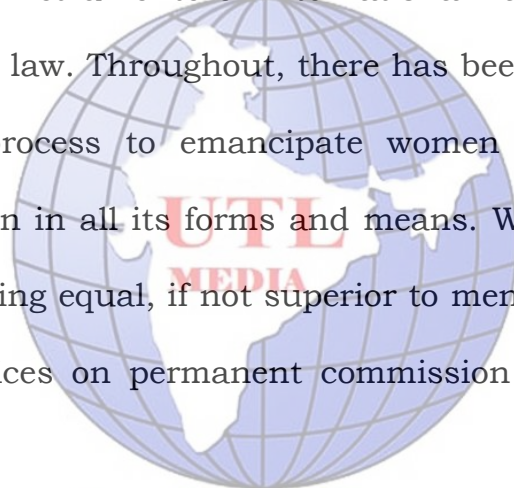 law. Throughout, there has bee
rocess to emancipate women
n in all its forms and means. W
UTL
MEDIA
ing equal, if not superior to men
ces on permanent commission